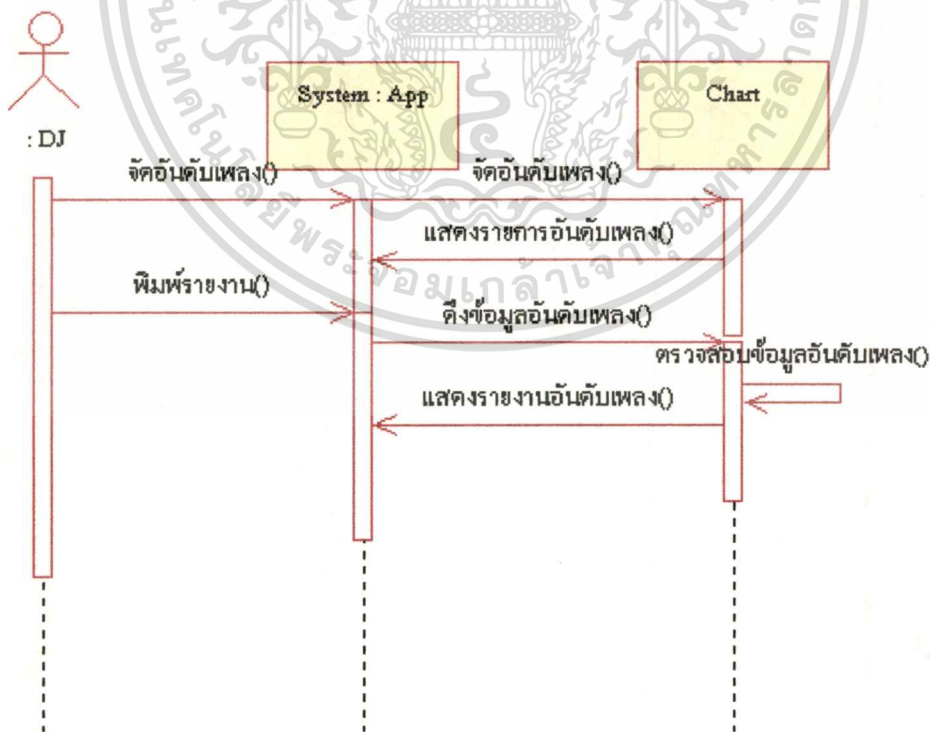 : DJ
System : App
Chart
จัดอันดับเพลง()
จัดอันดับเพลง()
แสดงรายการอันดับเพลง()
พิมพ์รายงาน()
ดึงข้อมูลอันดับเพลง()
ตรวจสอบข้อมูลอันดับเพลง()
แสดงรายงานอันดับเพลง()